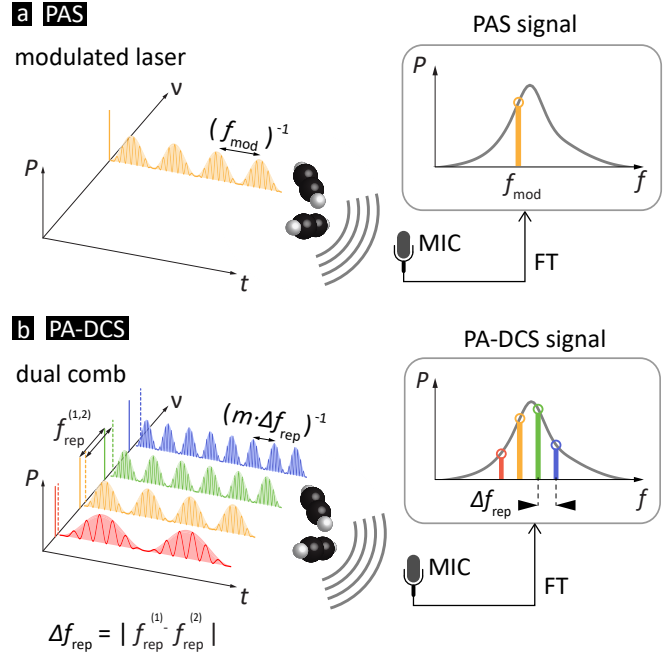 a PAS
PAS signal
modulated laser
P
ν
(f_mod)⁻¹
P
t
f_mod
f
MIC
FT
b PA-DCS
PA-DCS signal
dual comb
f_rep^(1,2)
ν
(m·Δf_rep)⁻¹
P
P
t
Δf_rep
f
MIC
FT
Δf_rep = | f_rep^(1) - f_rep^(2) |